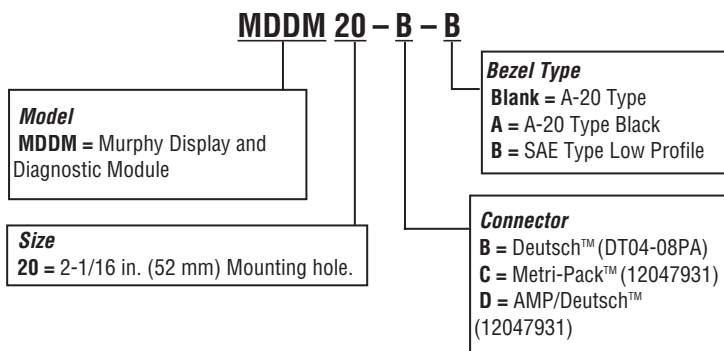 MDDM 20 – B – B
Model
MDDM = Murphy Display and
Diagnostic Module
Size
20 = 2-1/16 in. (52 mm) Mounting hole.
Bezel Type
Blank = A-20 Type
A = A-20 Type Black
B = SAE Type Low Profile
Connector
B = Deutsch™ (DT04-08PA)
C = Metri-Pack™ (12047931)
D = AMP/Deutsch™
(12047931)